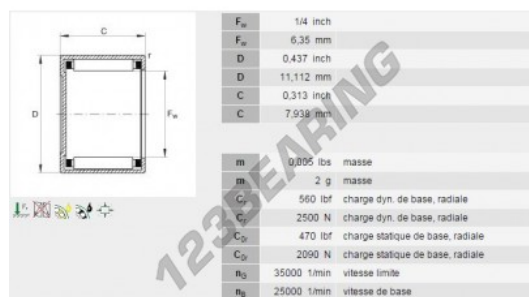 C
r
D
Fw
Fw 1/4 inch
Fw 6,35 mm
D 0,437 inch
D 11,112 mm
C 0,313 inch
C 7,938 mm
m 0,005 lbs masse
m 2 g masse
Cr 560 lbf charge dyn. de base, radiale
Cr 2500 N charge dyn. de base, radiale
C0r 470 lbf charge statique de base, radiale
C0r 2090 N charge statique de base, radiale
nG 35000 1/min vitesse limite
nB 25000 1/min vitesse de base
123BEARING